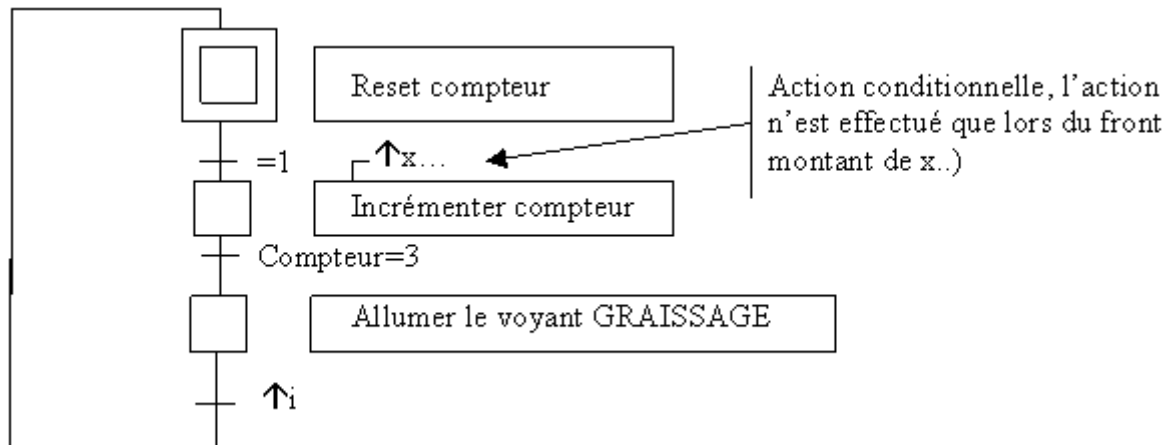 Reset compteur
Action conditionnelle, l'action
n'est effectué que lors du front
montant de x..)
=1
↑x...
Incrémenter compteur
Compteur=3
Allumer le voyant GRAISSAGE
↑i